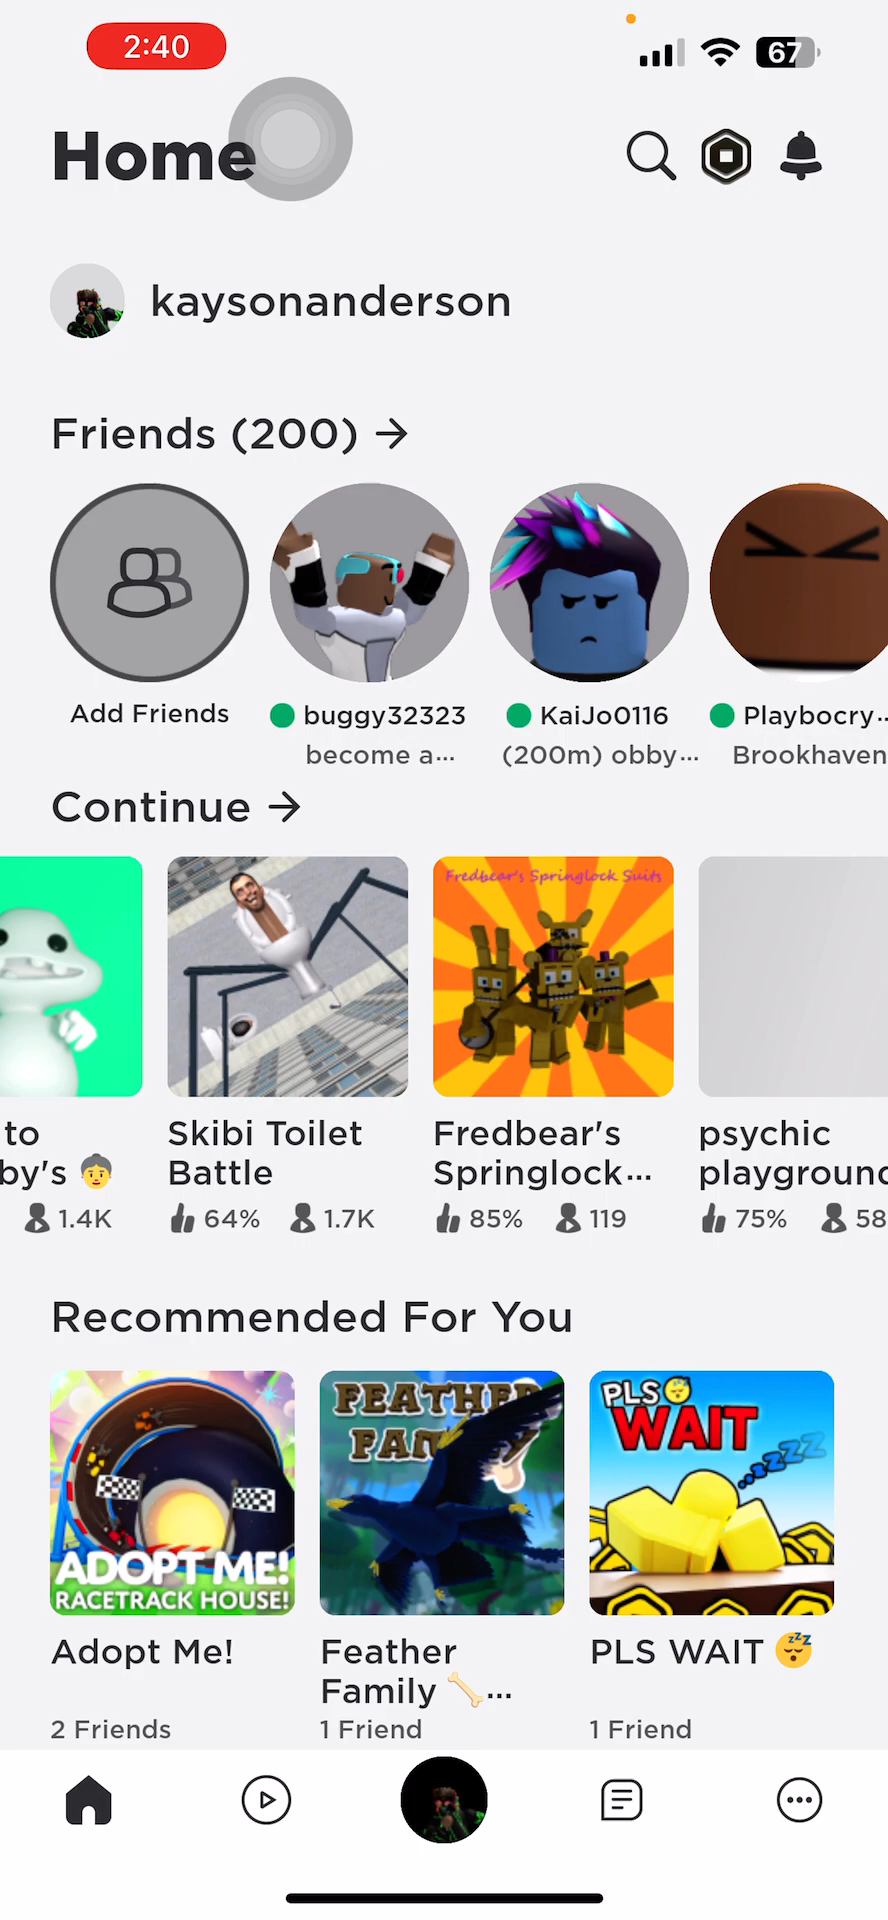 2:40
67
Home
kaysonanderson
Friends (200)
Add Friends
buggy32323
KaiJo0116
Playbocry...
become a...
(200m) obby...
Brookhaven
Continue
Fredbear's Springlock Suits
to
by's 👵
Skibi Toilet
Battle
Fredbear's
Springlock...
psychic
playground
1.4K
64%
1.7K
85%
119
75%
58
Recommended For You
ADOPT ME!
RACETRACK HOUSE!
FEATHER
FAMILY
PLS
WAIT
zzz
Adopt Me!
Feather
Family 🦴...
PLS WAIT 😴
2 Friends
1 Friend
1 Friend